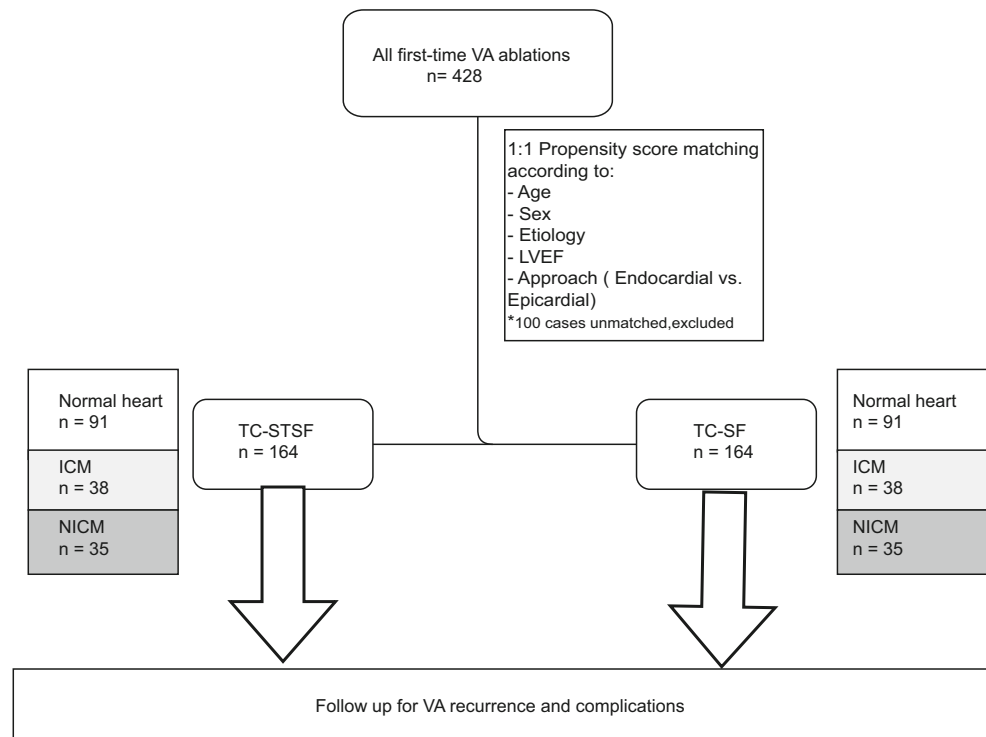 All first-time VA ablations
n= 428
1:1 Propensity score matching
according to:
- Age
- Sex
- Etiology
- LVEF
- Approach ( Endocardial vs.
Epicardial)
*100 cases unmatched,excluded
Normal heart
n = 91
ICM
n = 38
NICM
n = 35
TC-STSF
n = 164
TC-SF
n = 164
Normal heart
n = 91
ICM
n = 38
NICM
n = 35
Follow up for VA recurrence and complications